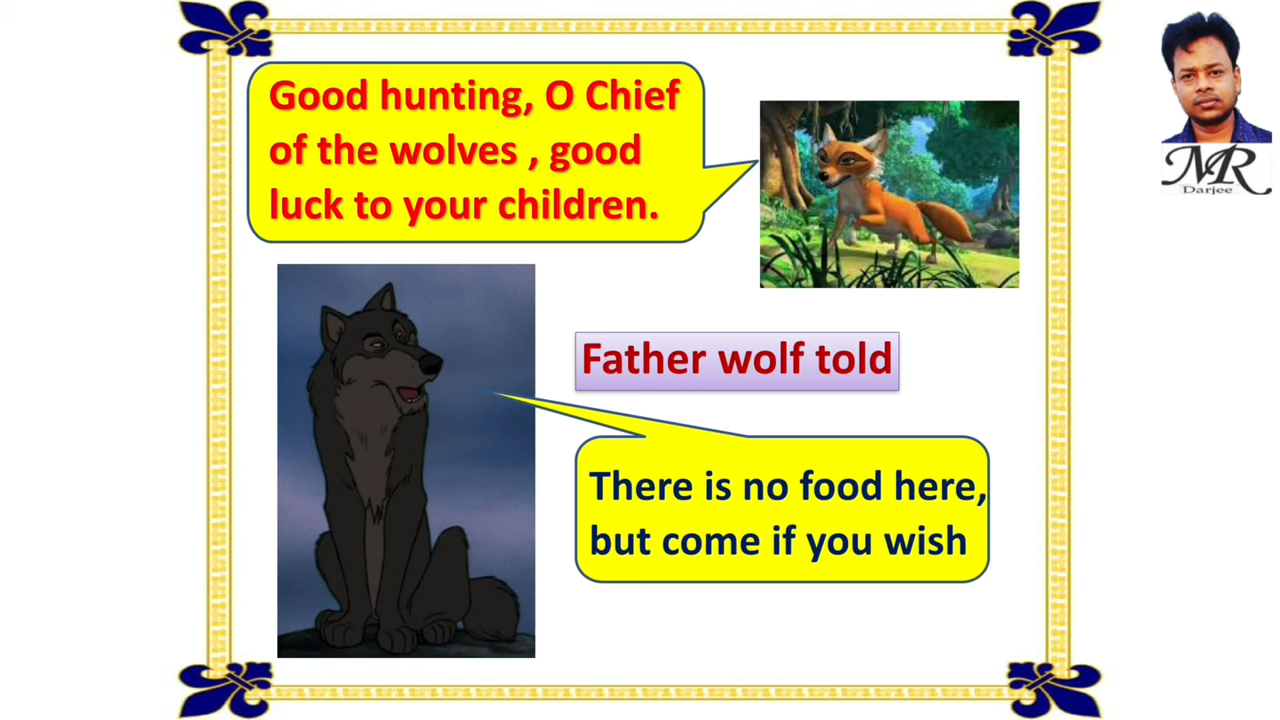 Good hunting, O Chief
of the wolves , good
luck to your children.
Father wolf told
There is no food here,
but come if you wish
MR
Darjee